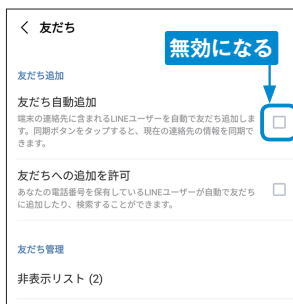 く 友だち
無効になる
友だち追加
友だち自動追加
端末の連絡先に含まれるLINEユーザーを自動で友だち追加しま
す。同期ボタンをタップすると、現在の連絡先の情報を同期で
きます。
友だちへの追加を許可
あなたの電話番号を保有しているLINEユーザーが自動で友だち
に追加したり、検索することができます。
友だち管理
非表示リスト (2)